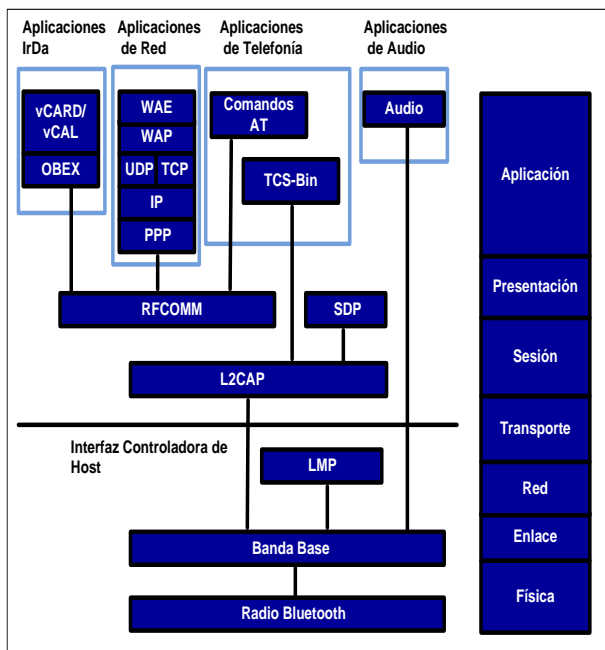 Aplicaciones
IrDa
Aplicaciones
de Red
Aplicaciones
de Telefonía
Aplicaciones
de Audio
vCARD/
vCAL
OBEX
WAE
WAP
UDP TCP
IP
PPP
Comandos
AT
TCS-Bin
Audio
RFCOMM
SDP
L2CAP
Interfaz Controladora de
Host
LMP
Banda Base
Radio Bluetooth
Aplicación
Presentación
Sesión
Transporte
Red
Enlace
Física